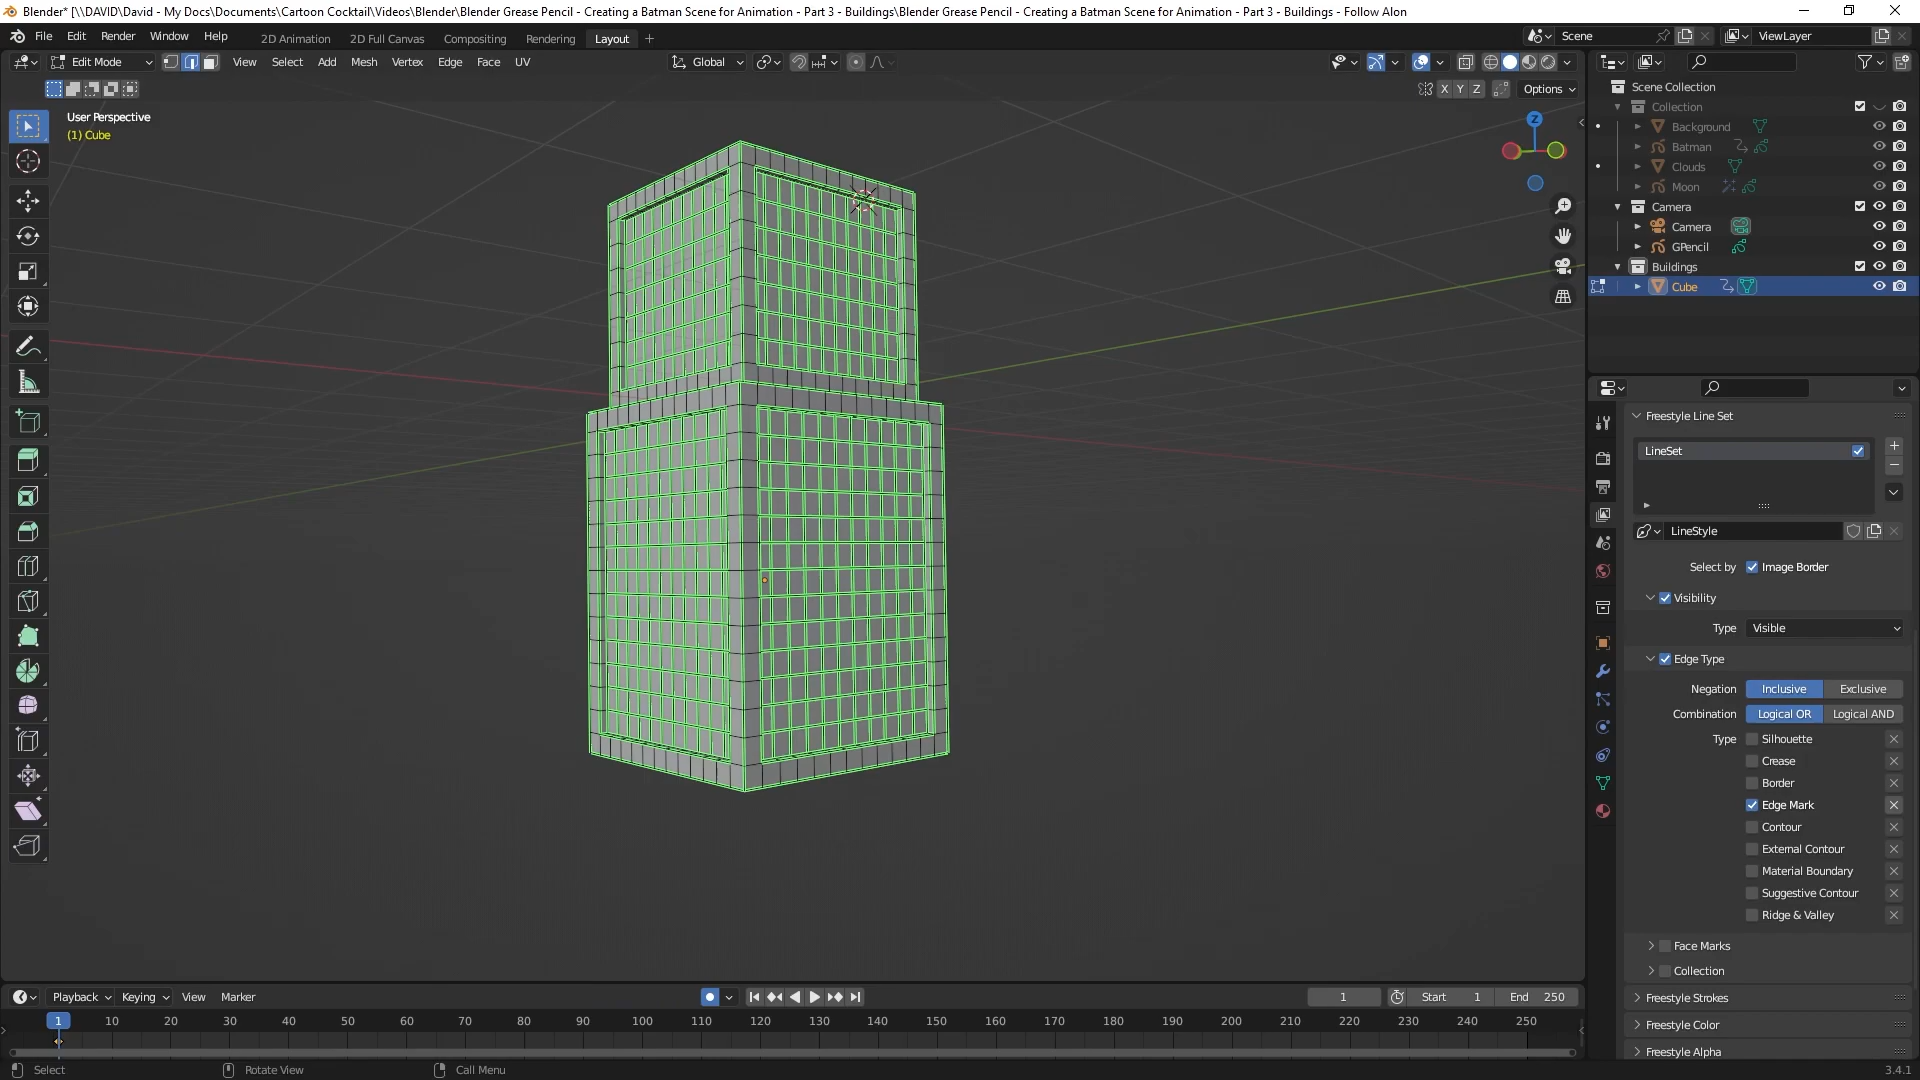 Blender* [\\DAVID\David - My Docs\Documents\Cartoon Cocktail\Videos\Blender\Blender Grease Pencil - Creating a Batman Scene for Animation - Part 3 - Buildings\Blender Grease Pencil - Creating a Batman Scene for Animation - Part 3 - Buildings - Follow Alon
File Edit Render Window Help 2D Animation 2D Full Canvas Compositing Rendering Layout + Scene ViewLayer
Edit Mode View Select Add Mesh Vertex Edge Face UV Global
X Y Z Options
User Perspective
(1) Cube
Z
Scene Collection
Collection
Background
Batman
Clouds
Moon
Camera
Camera
GPencil
Buildings
Cube
Freestyle Line Set
LineSet
LineStyle
Select by Image Border
Visibility
Type Visible
Edge Type
Negation Inclusive Exclusive
Combination Logical OR Logical AND
Type Silhouette
Crease
Border
Edge Mark
Contour
External Contour
Material Boundary
Suggestive Contour
Ridge & Valley
Face Marks
Collection
Freestyle Strokes
Freestyle Color
Freestyle Alpha
Playback Keying View Marker 1 Start 1 End 250
1 10 20 30 40 50 60 70 80 90 100 110 120 130 140 150 160 170 180 190 200 210 220 230 240 250
Select Rotate View Call Menu 3.4.1